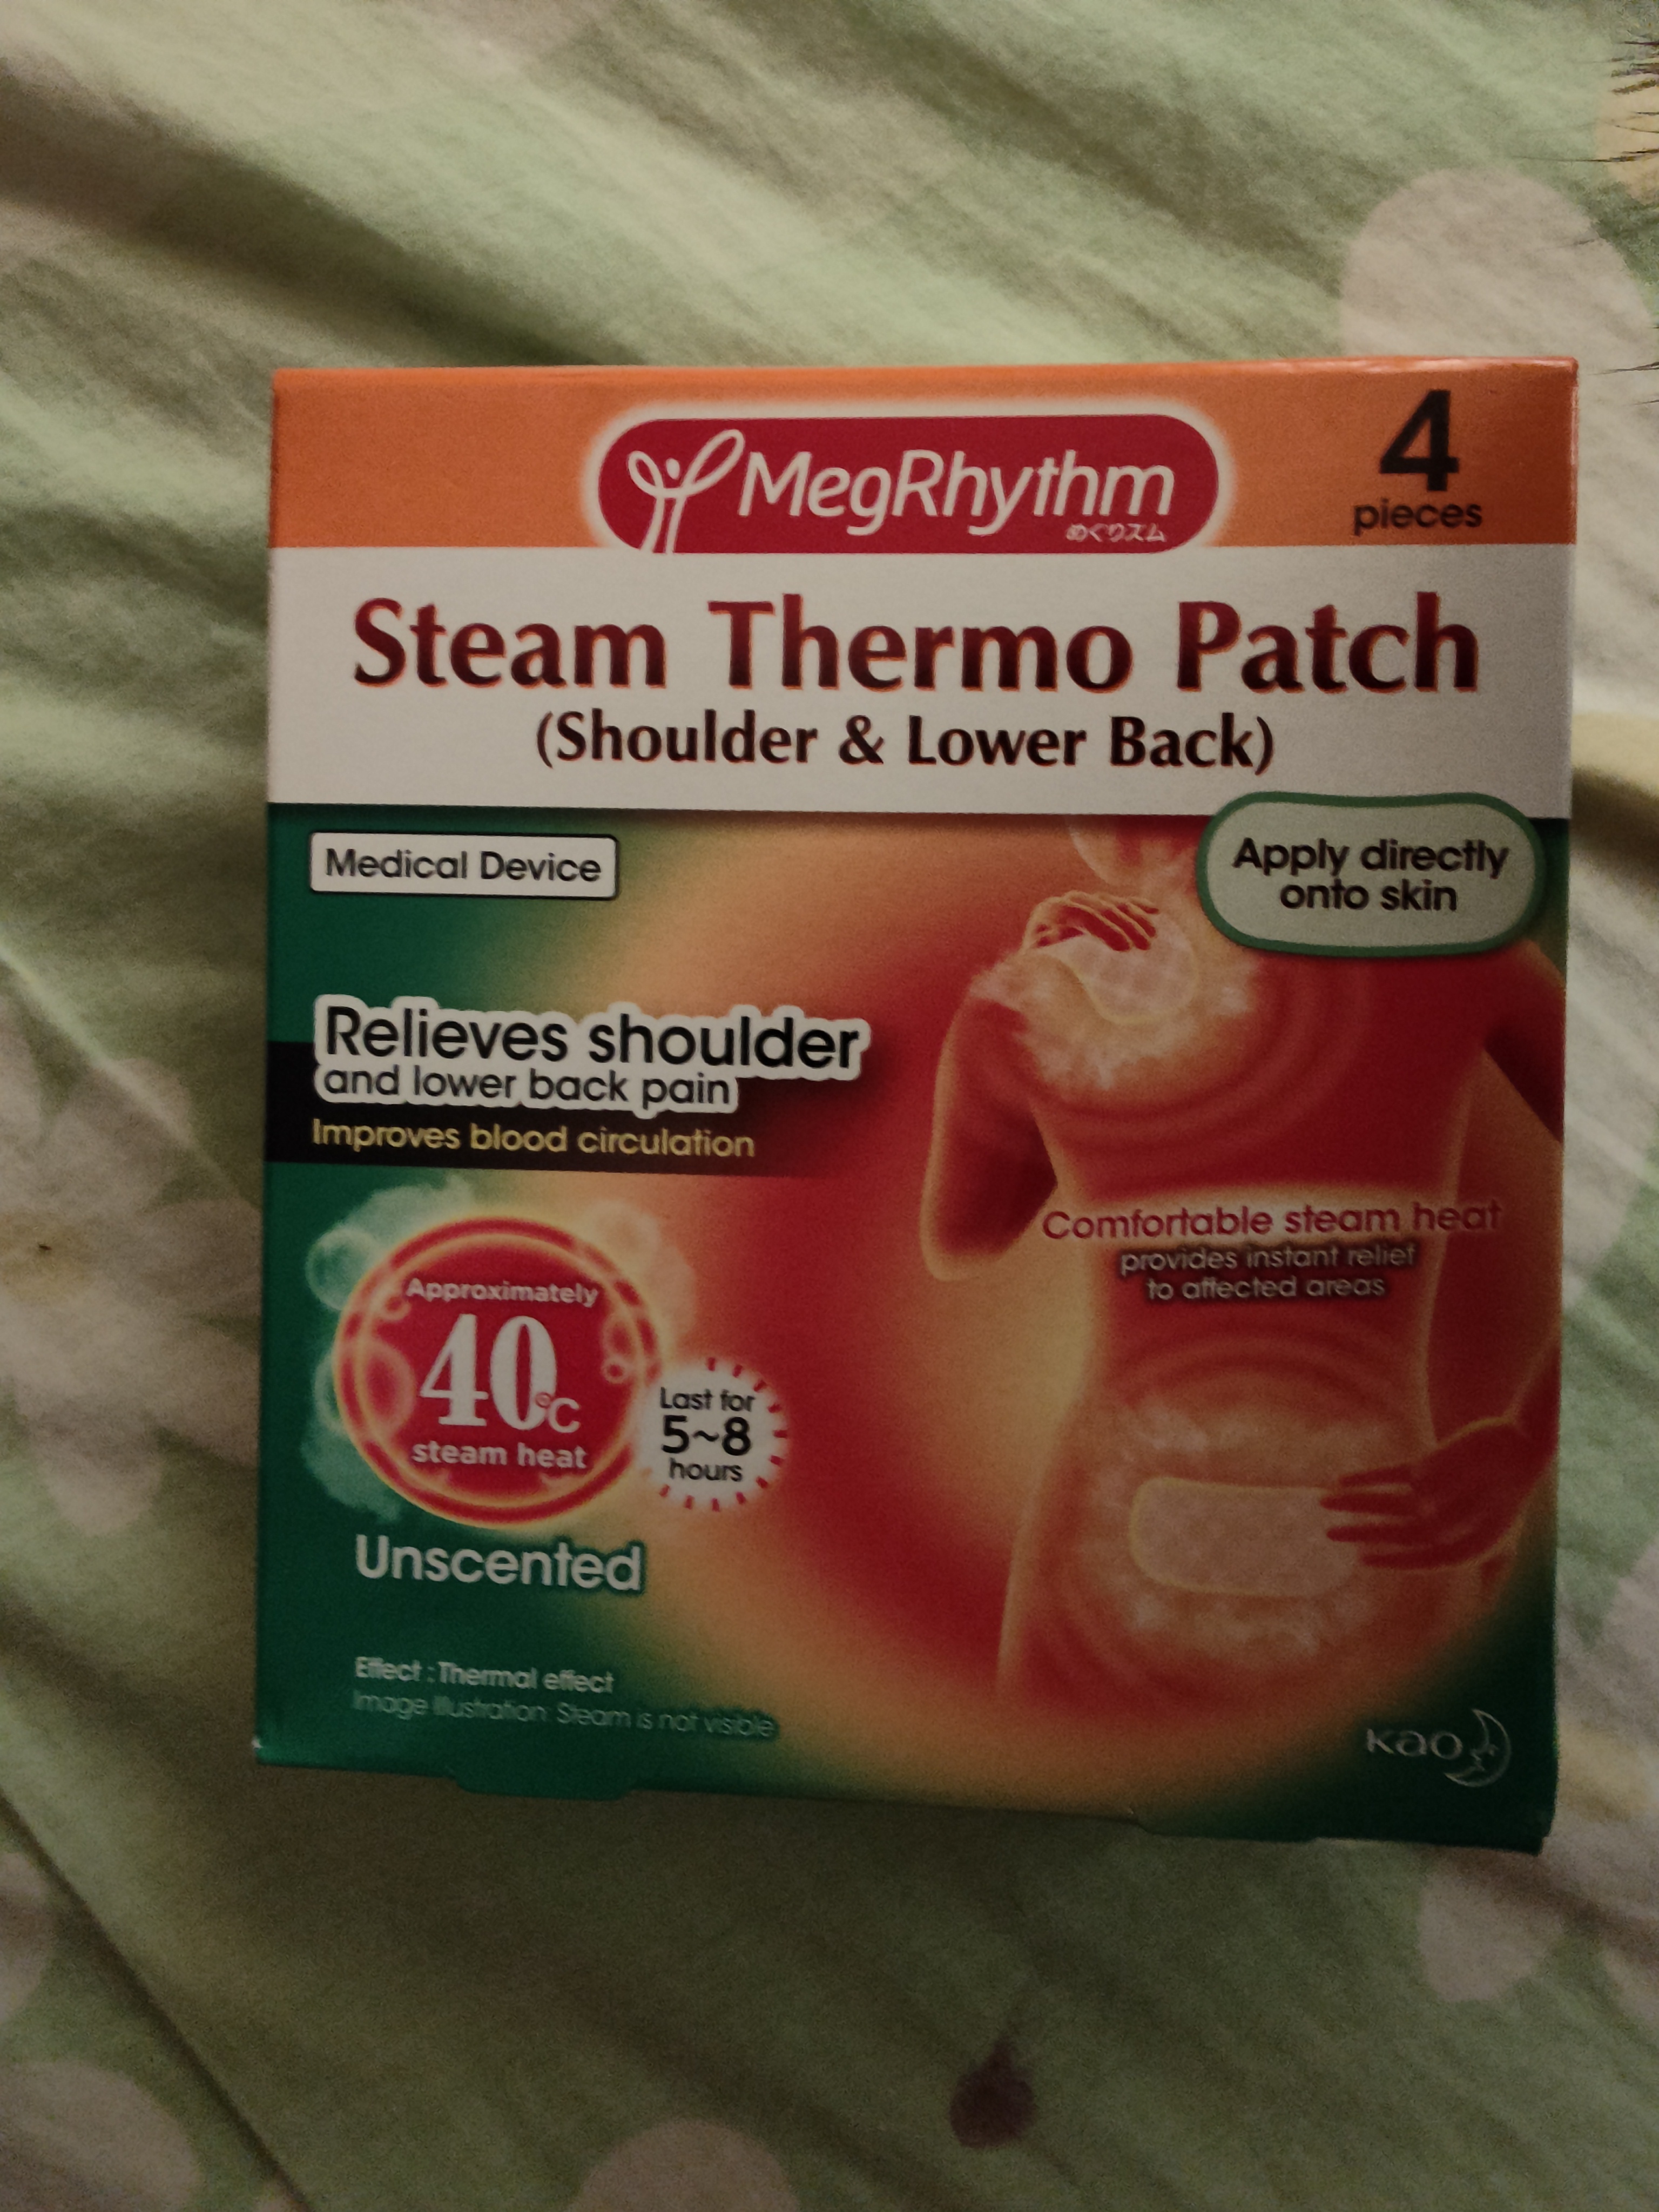 MegRhythm
めぐりズム
4
pieces
Steam Thermo Patch
(Shoulder & Lower Back)
Medical Device
Apply directly
onto skin
Relieves shoulder
and lower back pain
Improves blood circulation
Comfortable steam heat
provides instant relief
to affected areas
Approximately
40°C
steam heat
Last for
5~8
hours
Unscented
Effect : Thermal effect
Image Illustration: Steam is not visible
Kao